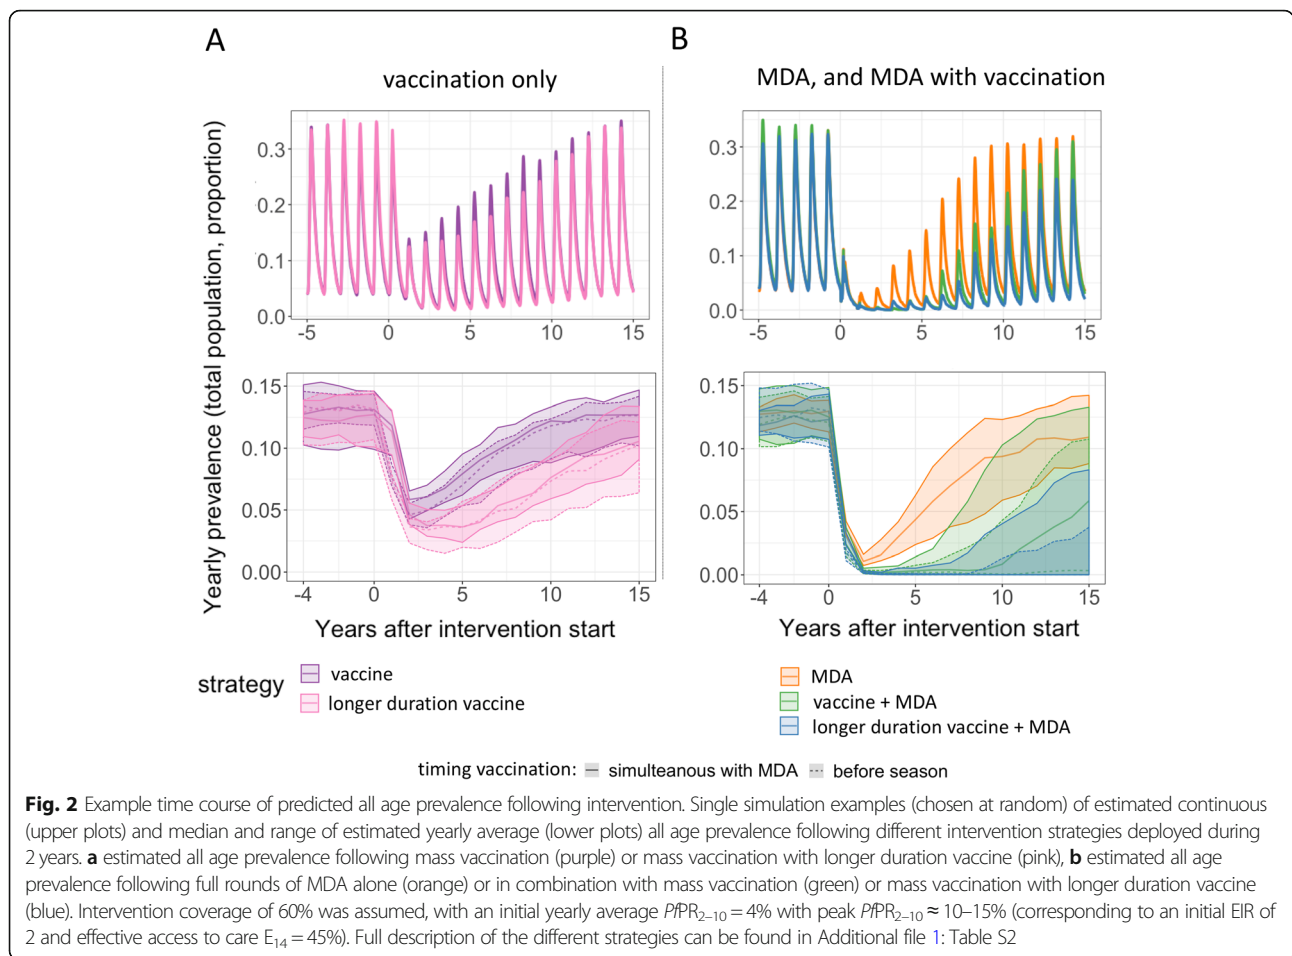 A
B
vaccination only
MDA, and MDA with vaccination
Yearly prevalence (total population, proportion)
0.3
0.2
0.1
0.0
-5 0 5 10 15
0.3
0.2
0.1
0.0
-5 0 5 10 15
0.15
0.10
0.05
0.00
-4 0 5 10 15
0.15
0.10
0.05
0.00
-4 0 5 10 15
Years after intervention start
Years after intervention start
strategy
vaccine
longer duration vaccine
MDA
vaccine + MDA
longer duration vaccine + MDA
timing vaccination: simulteanous with MDA before season
Fig. 2 Example time course of predicted all age prevalence following intervention. Single simulation examples (chosen at random) of estimated continuous
(upper plots) and median and range of estimated yearly average (lower plots) all age prevalence following different intervention strategies deployed during
2 years. a estimated all age prevalence following mass vaccination (purple) or mass vaccination with longer duration vaccine (pink), b estimated all age
prevalence following full rounds of MDA alone (orange) or in combination with mass vaccination (green) or mass vaccination with longer duration vaccine
(blue). Intervention coverage of 60% was assumed, with an initial yearly average PfPR2–10 = 4% with peak PfPR2–10 ≈ 10–15% (corresponding to an initial EIR of
2 and effective access to care E14 = 45%). Full description of the different strategies can be found in Additional file 1: Table S2